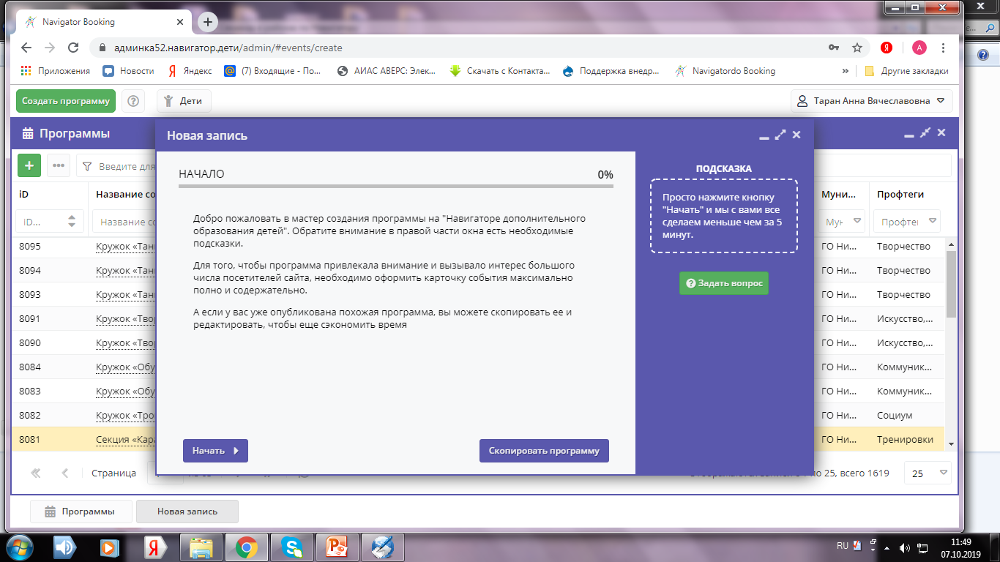 Navigator Booking
админка52.навигатор.дети/admin/#events/create
Приложения
Новости
Яндекс
(7) Входящие - По...
АИАС АВЕРС: Элек...
Скачать с Контакта...
Поддержка внедр...
Navigatordo Booking
»
Другие закладки
Создать программу
Дети
Таран Анна Вячеславовна
Программы
Новая запись
Введите для
НАЧАЛО
0%
ПОДСКАЗКА
Просто нажмите кнопку
"Начать" и мы с вами все
сделаем меньше чем за 5
минут.
Задать вопрос
Добро пожаловать в мастер создания программы на "Навигаторе дополнительного
образования детей". Обратите внимание в правой части окна есть необходимые
подсказки.
Для того, чтобы программа привлекала внимание и вызывало интерес большого
числа посетителей сайта, необходимо оформить карточку события максимально
полно и содержательно.
А если у вас уже опубликована похожая программа, вы можете скопировать ее и
редактировать, чтобы еще сэкономить время
Начать
Скопировать программу
iD Название со Муни... Профтеги
iD... Название со Му Профте
8095 Кружок «Тан ГО Ни... Творчество
8094 Кружок «Тан ГО Ни... Творчество
8093 Кружок «Тан ГО Ни... Творчество
8091 Кружок «Твор ГО Ни... Искусство,...
8090 Кружок «Твор ГО Ни... Искусство,...
8084 Кружок «Обу ГО Ни... Коммуник...
8083 Кружок «Обу ГО Ни... Коммуник...
8082 Кружок «Тро ГО Ни... Социум
8081 Секция «Кара ГО Ни... Тренировки
Страница
по 25, всего 1619
25
Программы
Новая запись
RU
11:49
07.10.2019